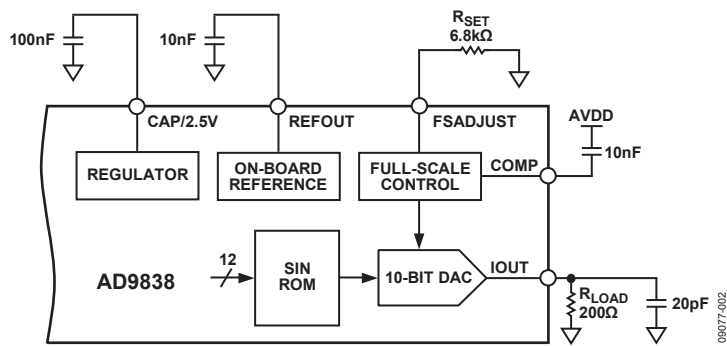 100nF
10nF
RSET
6.8kΩ
CAP/2.5V
REFOUT
FSADJUST
AVDD
10nF
REGULATOR
ON-BOARD
REFERENCE
FULL-SCALE
CONTROL
COMP
AD9838
12
SIN
ROM
10-BIT DAC
IOUT
RLOAD
200Ω
20pF
09077-002